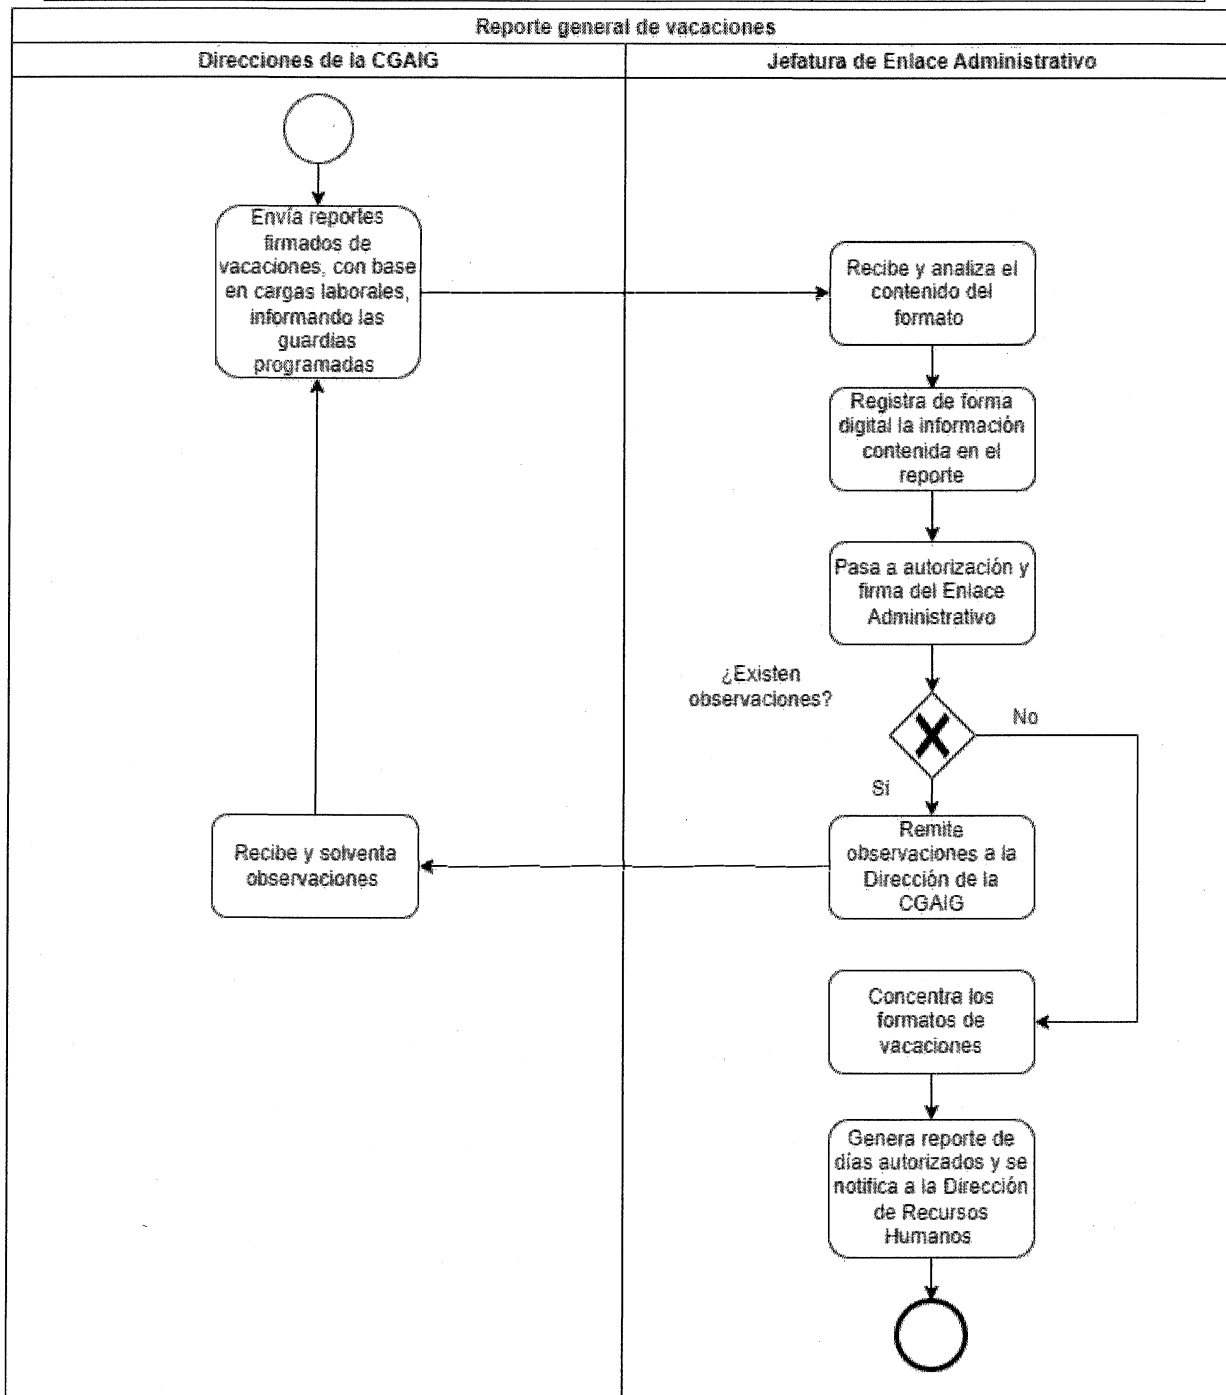 Reporte general de vacaciones
Direcciones de la CGAIG
Jefatura de Enlace Administrativo
Envía reportes
firmados de
vacaciones, con base
en cargas laborales,
informando las
guardias
programadas
Recibe y analiza el
contenido del
formato
Registra de forma
digital la información
contenida en el
reporte
Pasa a autorización y
firma del Enlace
Administrativo
¿Existen
observaciones?
No
Si
Remite
observaciones a la
Dirección de la
CGAIG
Recibe y solventa
observaciones
Concentra los
formatos de
vacaciones
Genera reporte de
días autorizados y se
notifica a la Dirección
de Recursos
Humanos